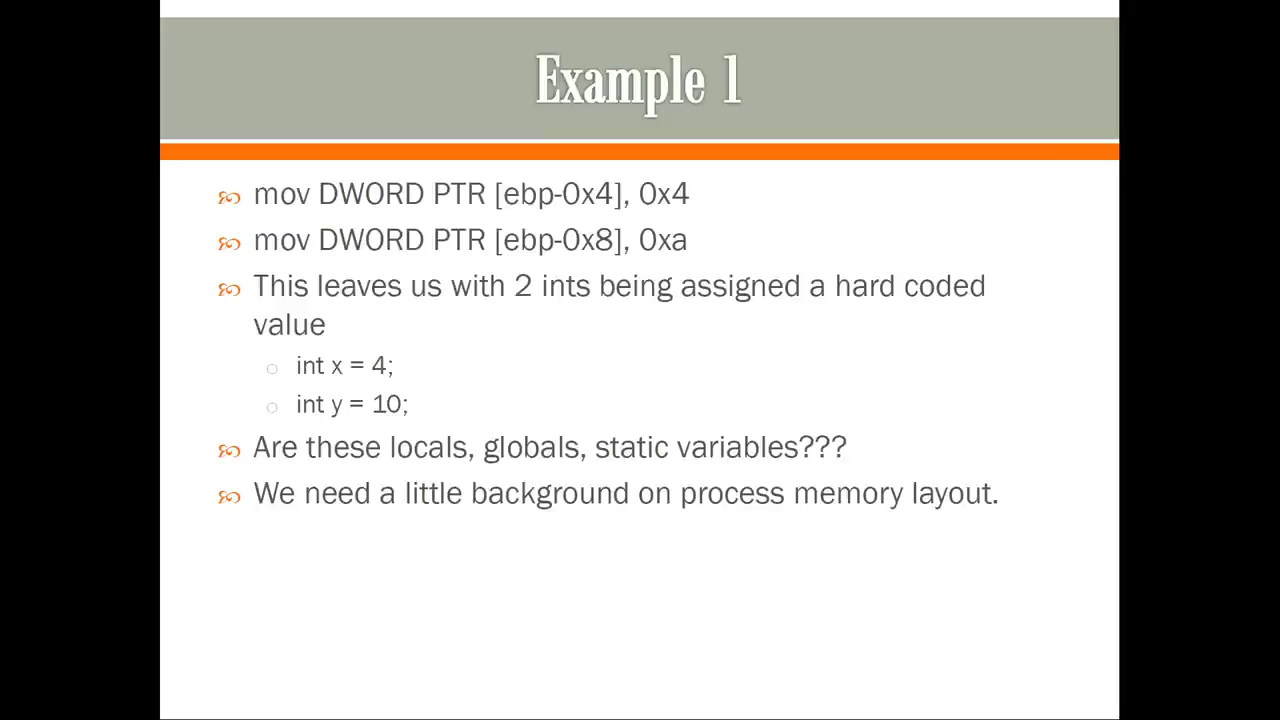 Example 1
mov DWORD PTR [ebp-0x4], 0x4
mov DWORD PTR [ebp-0x8], 0xa
This leaves us with 2 ints being assigned a hard coded
value
int x = 4;
int y = 10;
Are these locals, globals, static variables???
We need a little background on process memory layout.